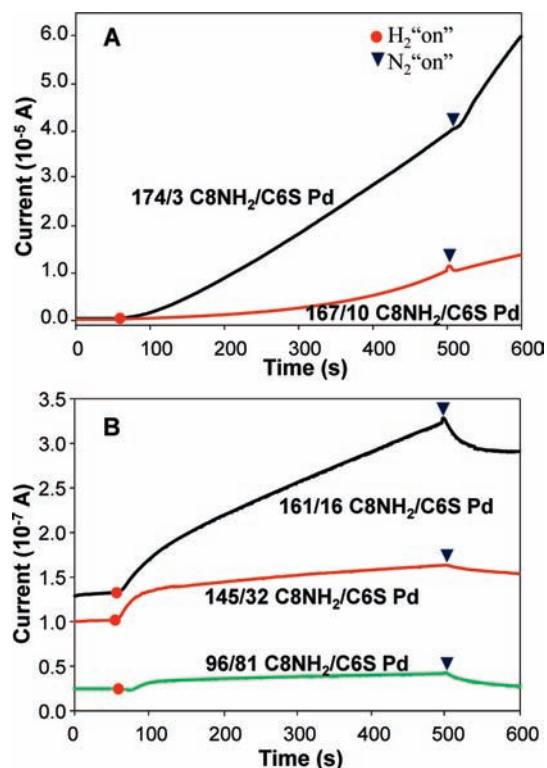 A
H₂“on”
N₂“on”
6.0
5.0
4.0
3.0
2.0
1.0
0.0
Current (10⁻⁵ A)
174/3 C8NH₂/C6S Pd
167/10 C8NH₂/C6S Pd
0 100 200 300 400 500 600
Time (s)
B
3.5
3.0
2.5
2.0
1.5
1.0
0.5
0.0
Current (10⁻⁷ A)
161/16 C8NH₂/C6S Pd
145/32 C8NH₂/C6S Pd
96/81 C8NH₂/C6S Pd
0 100 200 300 400 500 600
Time (s)